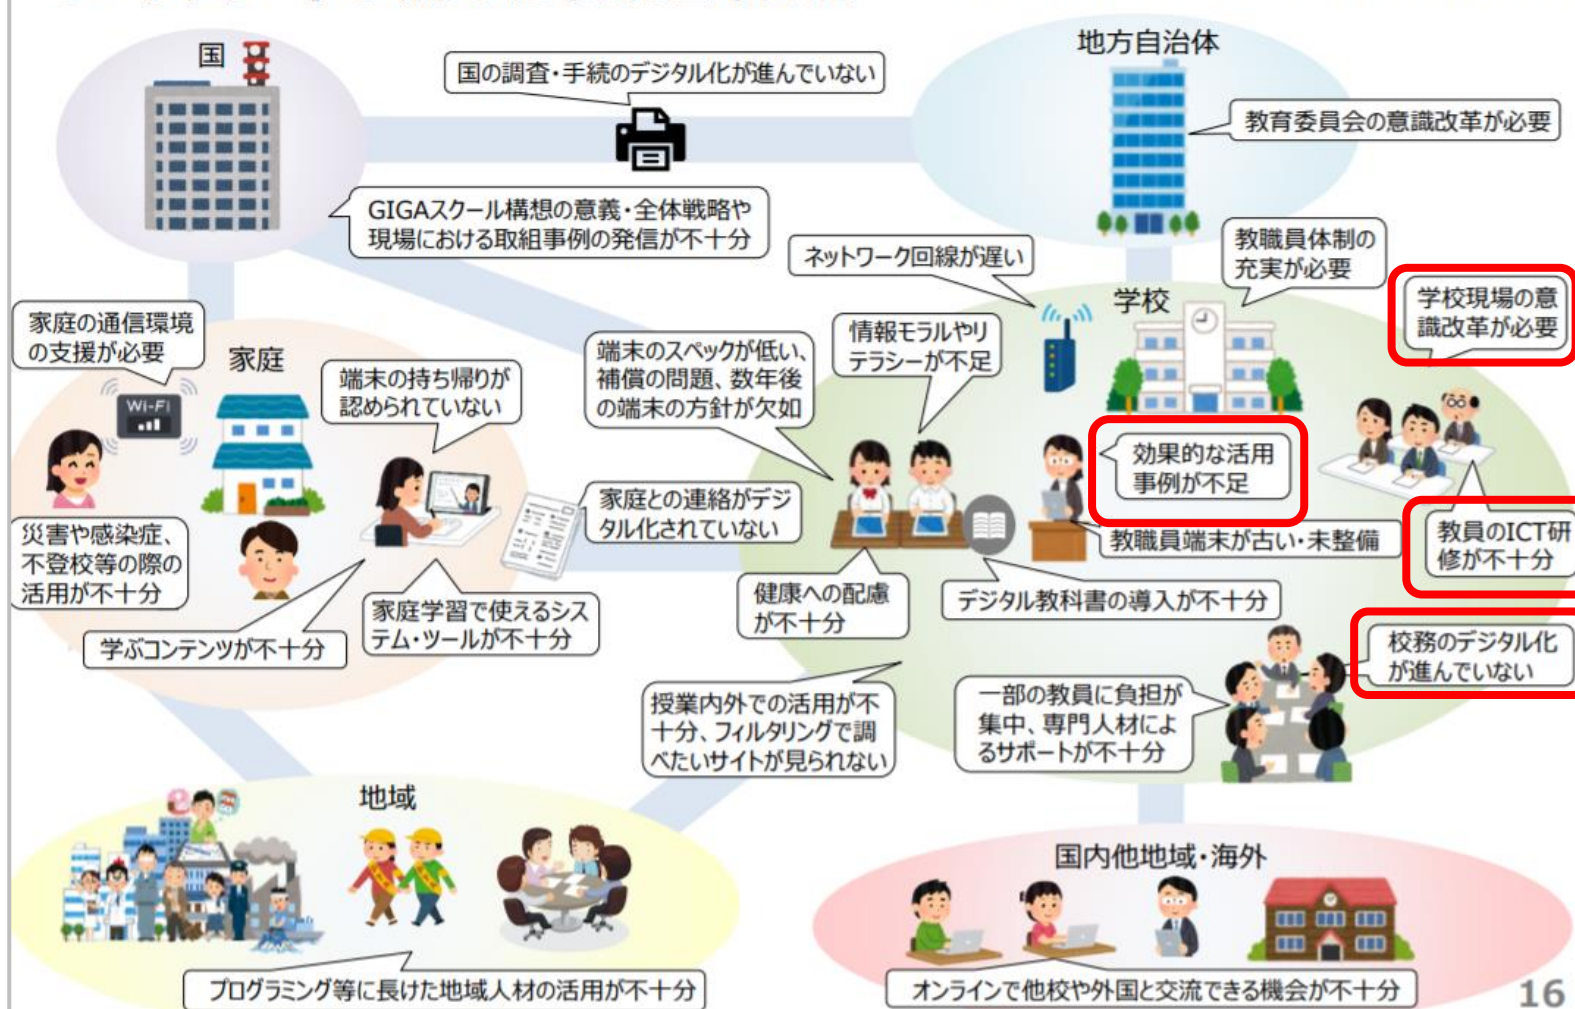 国
地方自治体
国の調査・手続のデジタル化が進んでいない
教育委員会の意識改革が必要
GIGAスクール構想の意義・全体戦略や
現場における取組事例の発信が不十分
ネットワーク回線が遅い
教職員体制の
充実が必要
学校
学校現場の意
識改革が必要
家庭の通信環境
の支援が必要
家庭
Wi-Fi
端末の持ち帰りが
認められていない
端末のスペックが低い、
補償の問題、数年後
の端末の方針が欠如
情報モラルやリ
テラシーが不足
効果的な活用
事例が不足
教員のICT研
修が不十分
家庭との連絡がデジ
タル化されていない
教職員端末が古い・未整備
災害や感染症、
不登校等の際の
活用が不十分
学ぶコンテンツが不十分
家庭学習で使えるシス
テム・ツールが不十分
健康への配慮
が不十分
デジタル教科書の導入が不十分
校務のデジタル化
が進んでいない
授業内外での活用が不
十分、フィルタリングで調
べたいサイトが見られない
一部の教員に負担が
集中、専門人材によ
るサポートが不十分
地域
国内他地域・海外
プログラミング等に長けた地域人材の活用が不十分
オンラインで他校や外国と交流できる機会が不十分
16